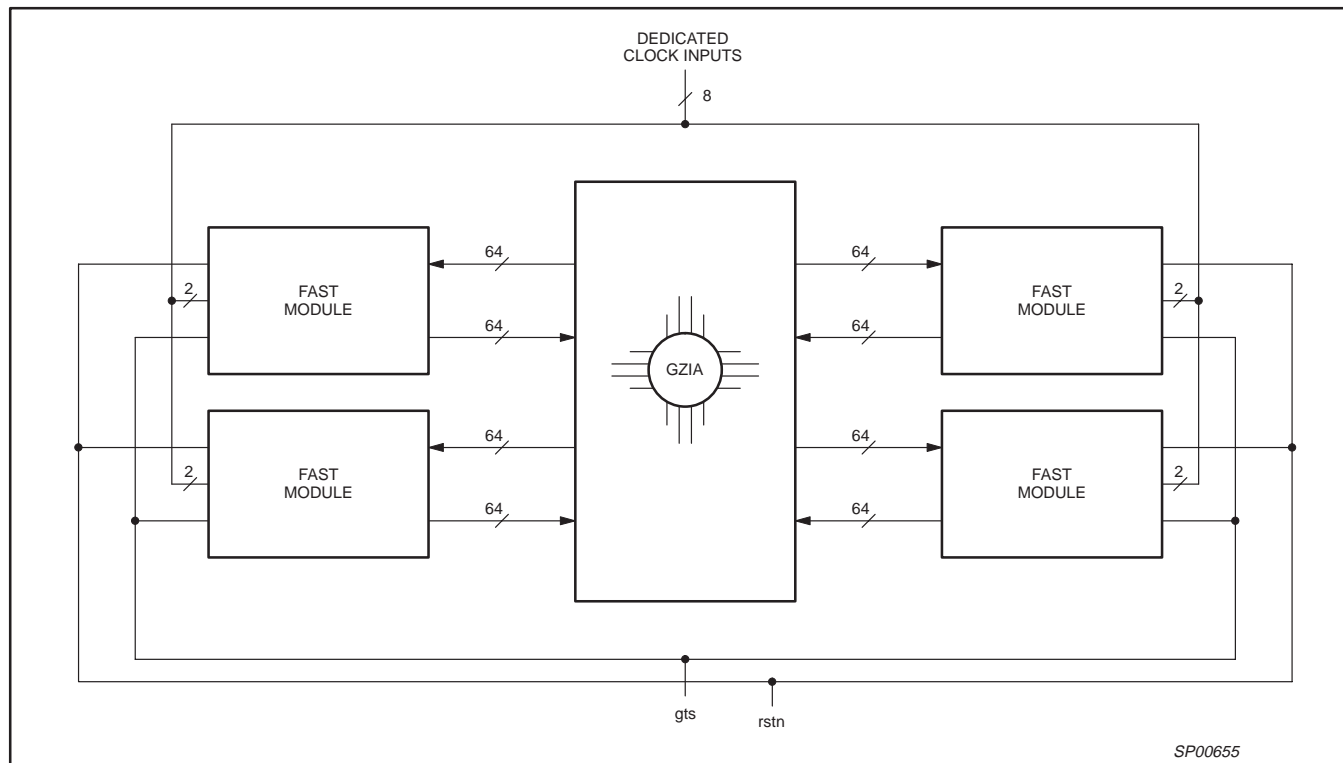 DEDICATED
CLOCK INPUTS
8
64
64
2
FAST
MODULE
FAST
MODULE
2
64
64
GZIA
64
64
2
FAST
MODULE
FAST
MODULE
2
64
64
gts
rstn
SP00655